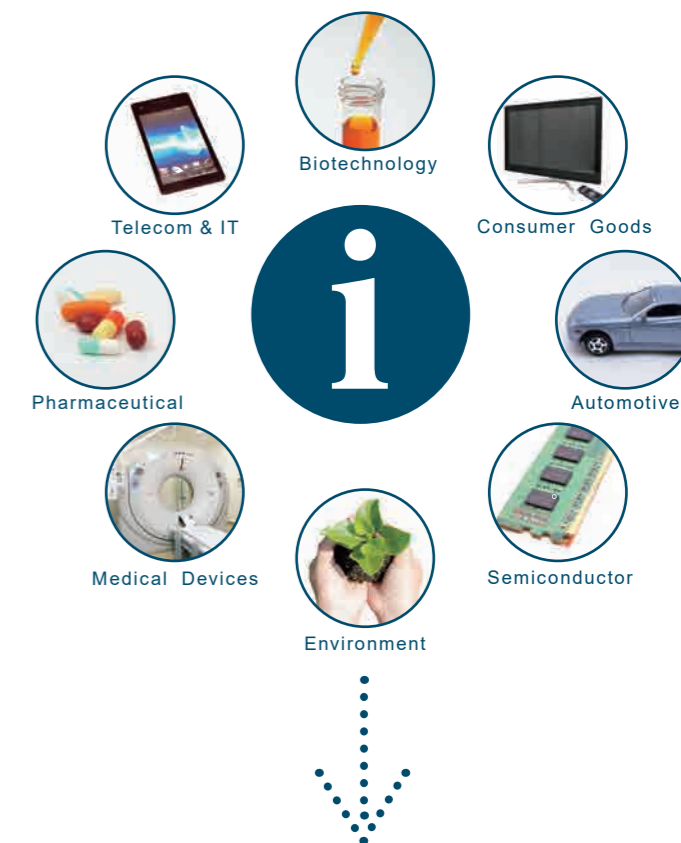 Biotechnology
Telecom & IT
Consumer Goods
i
Pharmaceutical
Automotive
Medical Devices
Semiconductor
Environment